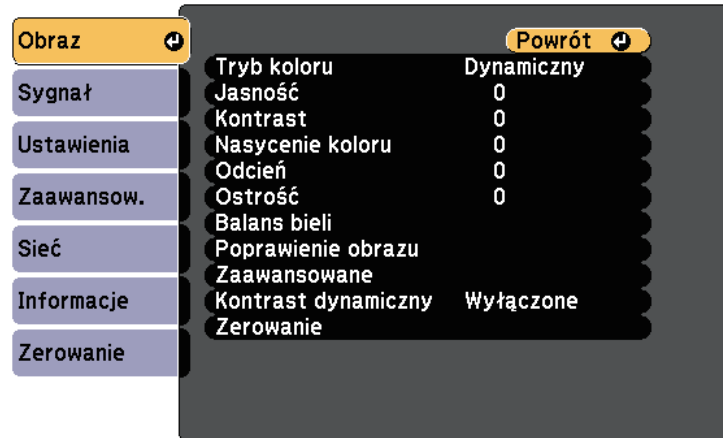 Obraz
Sygnał
Ustawienia
Zaawansow.
Sieć
Informacje
Zerowanie
Powrót
Tryb koloru Dynamiczny
Jasność 0
Kontrast 0
Nasycenie koloru 0
Odcień 0
Ostrość 0
Balans bieli
Poprawienie obrazu
Zaawansowane
Kontrast dynamiczny Wyłączone
Zerowanie